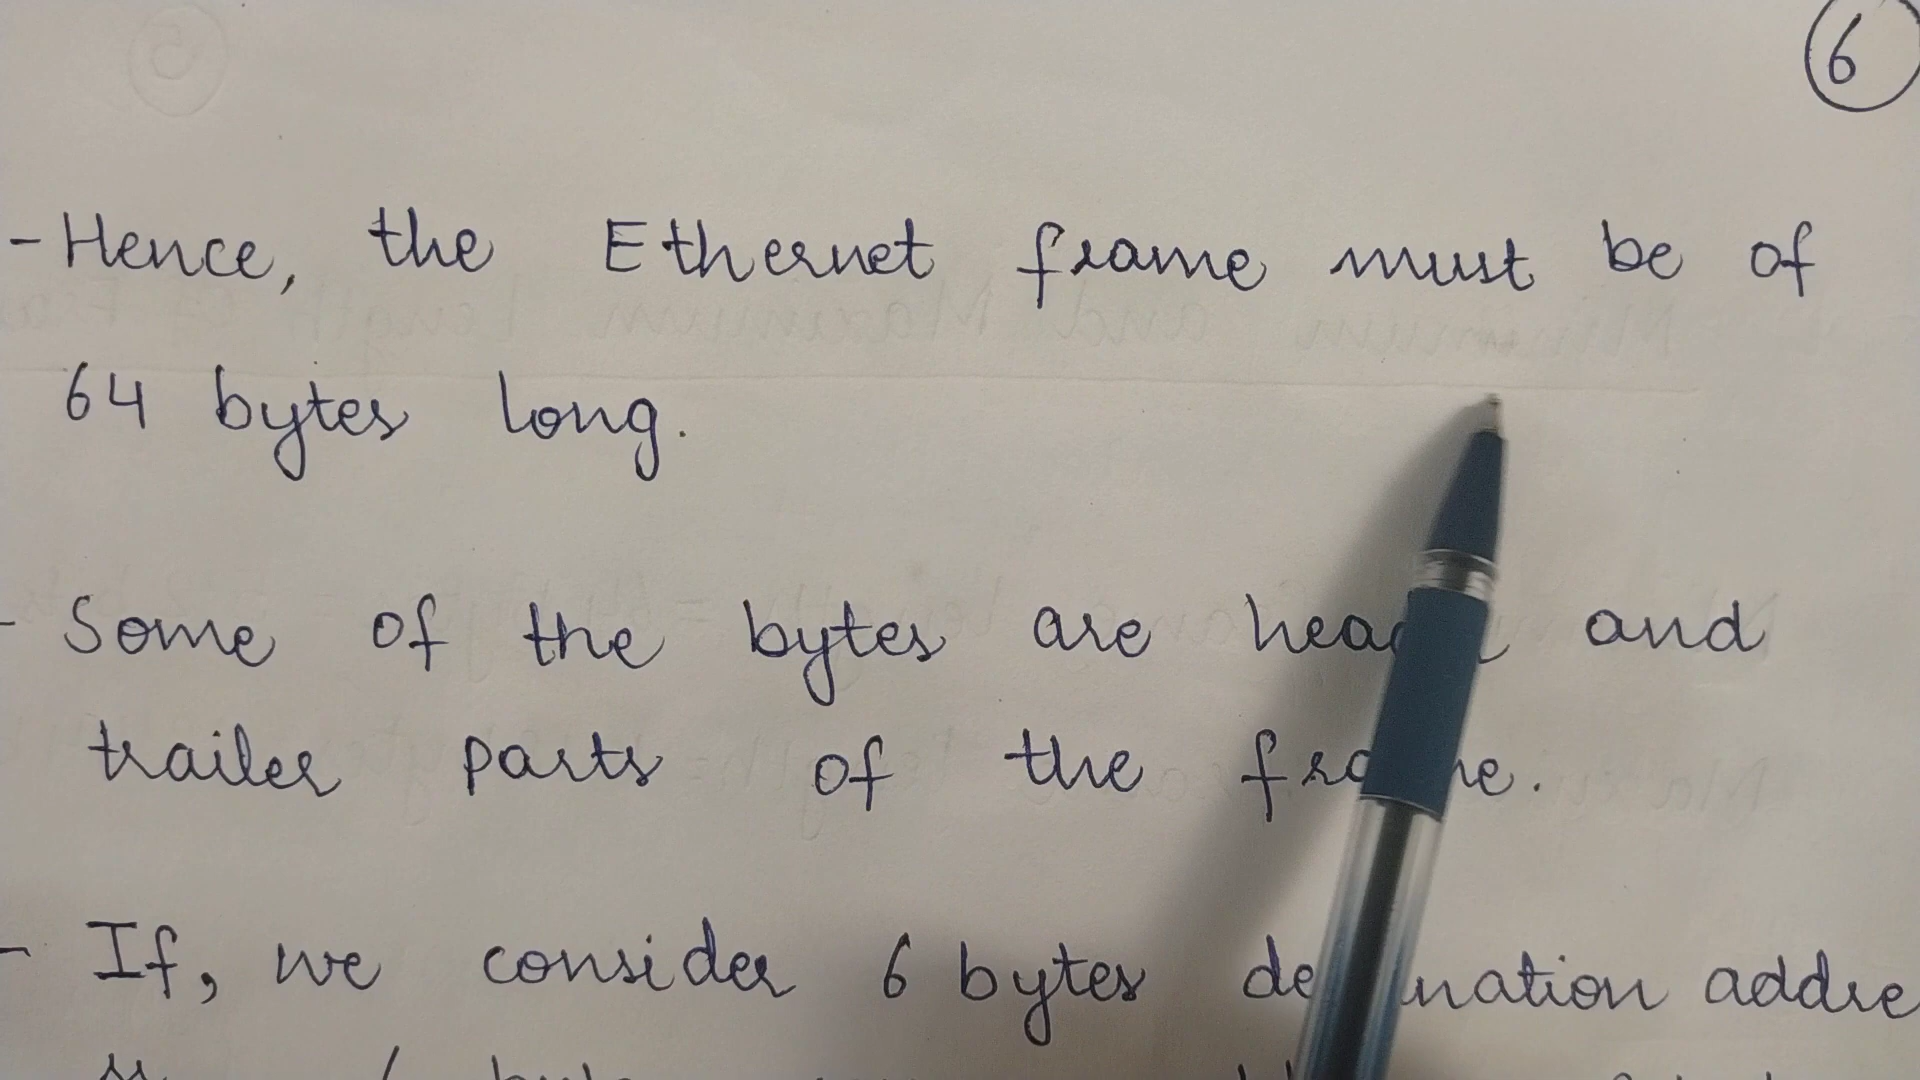 6
- Hence, the Ethernet frame must be of
64 bytes long.
- Some of the bytes are and
trailer parts of the
- If, we consider 6 bytes